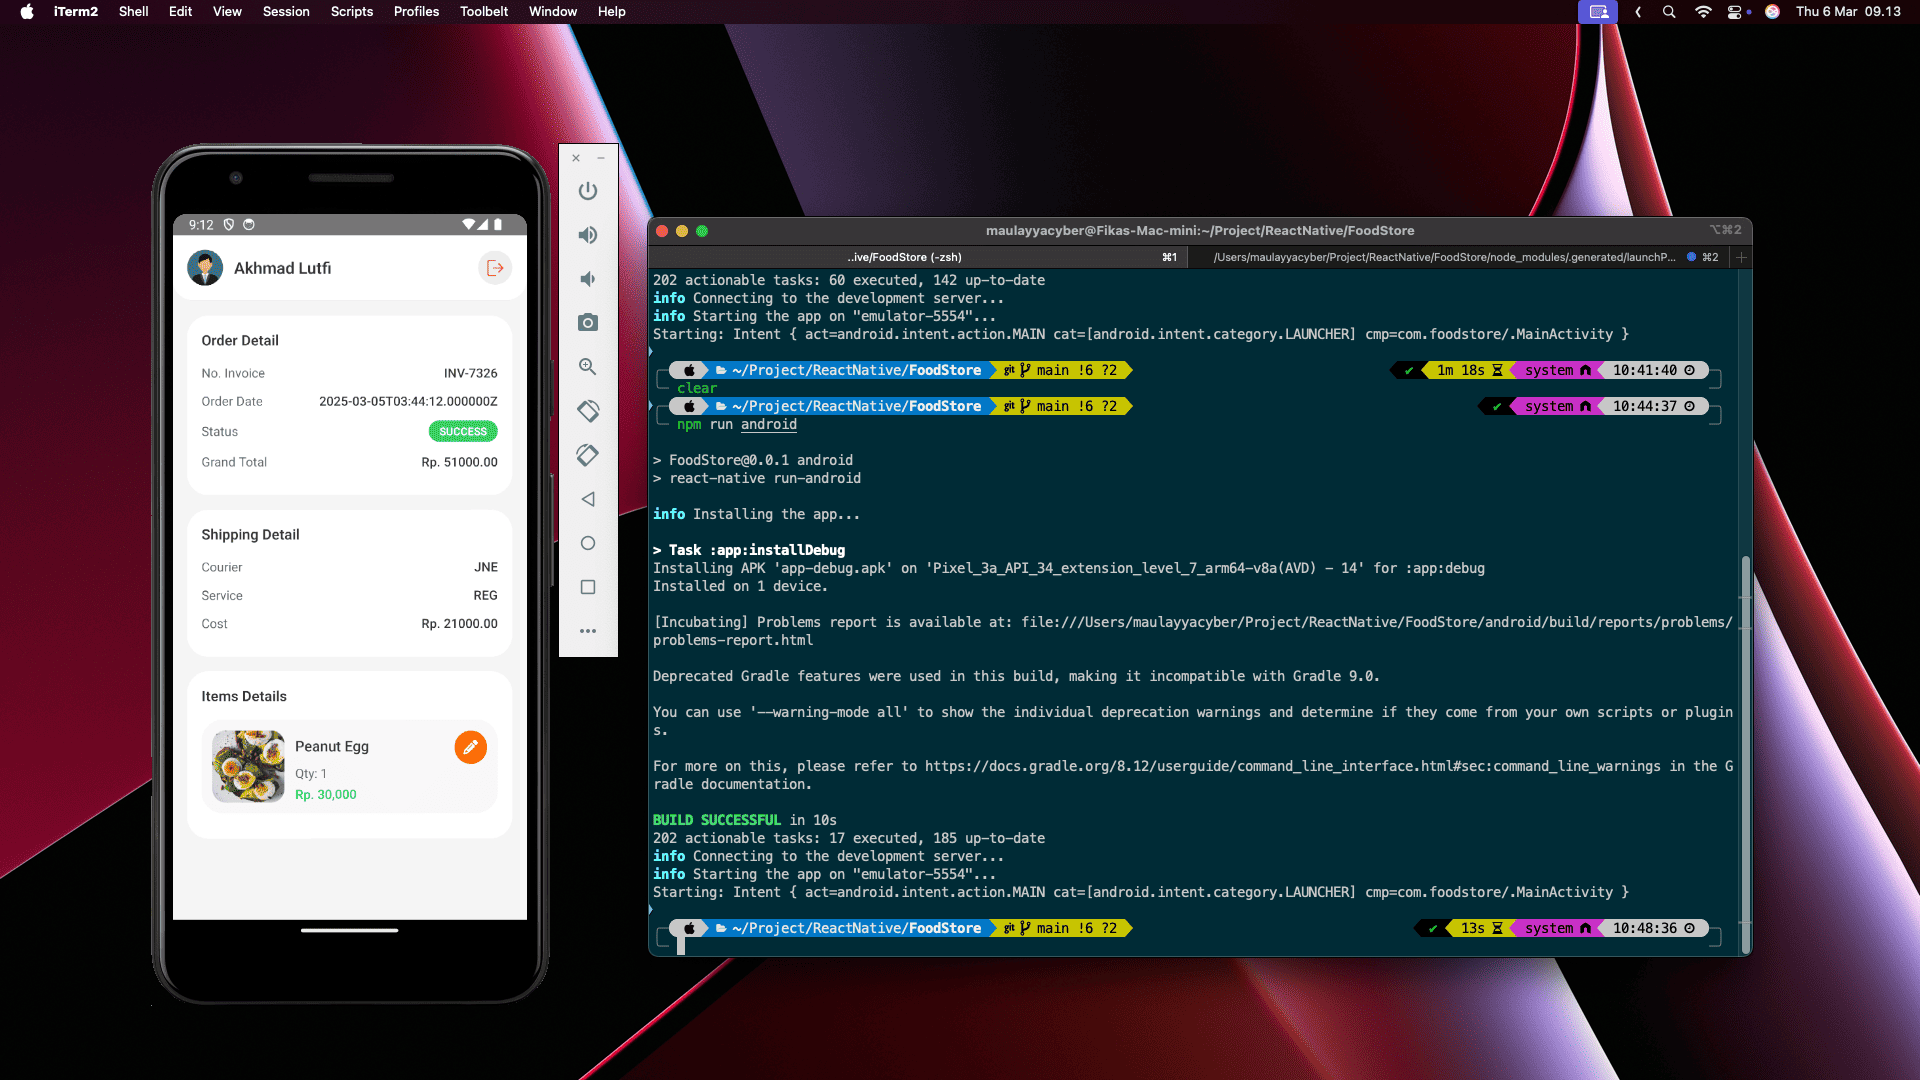 iTerm2 Shell Edit View Session Scripts Profiles Toolbelt Window Help Thu 6 Mar 09.13
9:12
Akhmad Lutfi
Order Detail
No. Invoice INV-7326
Order Date 2025-03-05T03:44:12.000000Z
Status SUCCESS
Grand Total Rp. 51000.00
Shipping Detail
Courier JNE
Service REG
Cost Rp. 21000.00
Items Details
Peanut Egg
Qty: 1
Rp. 30,000
maulayyacyber@Fikas-Mac-mini:~/Project/ReactNative/FoodStore ⌥⌘2
..ive/FoodStore (-zsh) ⌘1 /Users/maulayyacyber/Project/ReactNative/FoodStore/node_modules/.generated/launchP... ⌘2
202 actionable tasks: 60 executed, 142 up-to-date
info Connecting to the development server...
info Starting the app on "emulator-5554"...
Starting: Intent { act=android.intent.action.MAIN cat=[android.intent.category.LAUNCHER] cmp=com.foodstore/.MainActivity }
~/Project/ReactNative/FoodStore git main !6 ?2 ✔ 1m 18s system 10:41:40
clear
~/Project/ReactNative/FoodStore git main !6 ?2 ✔ system 10:44:37
npm run android
> FoodStore@0.0.1 android
> react-native run-android
info Installing the app...
> Task :app:installDebug
Installing APK 'app-debug.apk' on 'Pixel_3a_API_34_extension_level_7_arm64-v8a(AVD) - 14' for :app:debug
Installed on 1 device.
[Incubating] Problems report is available at: file:///Users/maulayyacyber/Project/ReactNative/FoodStore/android/build/reports/problems/
problems-report.html
Deprecated Gradle features were used in this build, making it incompatible with Gradle 9.0.
You can use '--warning-mode all' to show the individual deprecation warnings and determine if they come from your own scripts or plugin
s.
For more on this, please refer to https://docs.gradle.org/8.12/userguide/command_line_interface.html#sec:command_line_warnings in the G
radle documentation.
BUILD SUCCESSFUL in 10s
202 actionable tasks: 17 executed, 185 up-to-date
info Connecting to the development server...
info Starting the app on "emulator-5554"...
Starting: Intent { act=android.intent.action.MAIN cat=[android.intent.category.LAUNCHER] cmp=com.foodstore/.MainActivity }
~/Project/ReactNative/FoodStore git main !6 ?2 ✔ 13s system 10:48:36